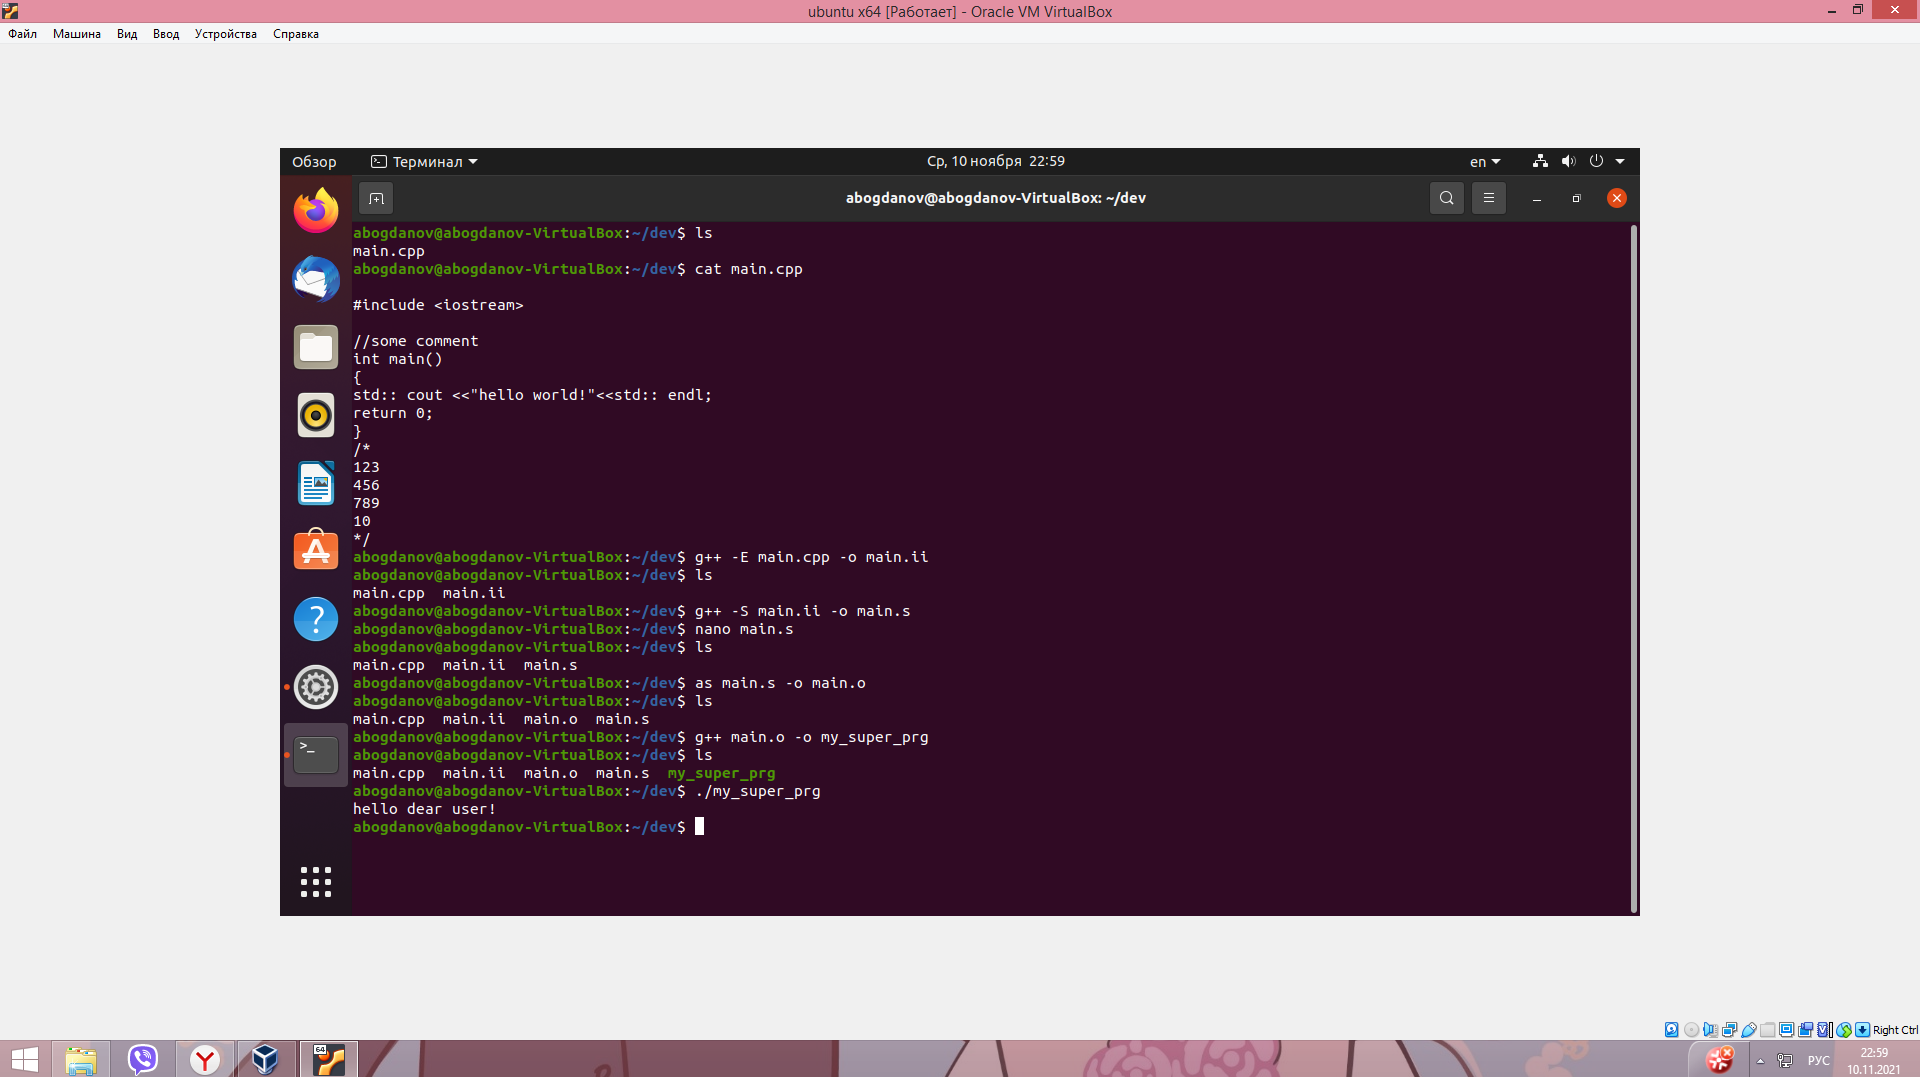 ubuntu x64 [Работает] - Oracle VM VirtualBox
Файл Машина Вид Ввод Устройства Справка
Обзор Терминал Ср, 10 ноября 22:59 en
abogdanov@abogdanov-VirtualBox: ~/dev
abogdanov@abogdanov-VirtualBox:~/dev$ ls
main.cpp
abogdanov@abogdanov-VirtualBox:~/dev$ cat main.cpp
#include <iostream>
//some comment
int main()
{
std:: cout <<"hello world!"<<std:: endl;
return 0;
}
/*
123
456
789
10
*/
abogdanov@abogdanov-VirtualBox:~/dev$ g++ -E main.cpp -o main.ii
abogdanov@abogdanov-VirtualBox:~/dev$ ls
main.cpp main.ii
abogdanov@abogdanov-VirtualBox:~/dev$ g++ -S main.ii -o main.s
abogdanov@abogdanov-VirtualBox:~/dev$ nano main.s
abogdanov@abogdanov-VirtualBox:~/dev$ ls
main.cpp main.ii main.s
abogdanov@abogdanov-VirtualBox:~/dev$ as main.s -o main.o
abogdanov@abogdanov-VirtualBox:~/dev$ ls
main.cpp main.ii main.o main.s
abogdanov@abogdanov-VirtualBox:~/dev$ g++ main.o -o my_super_prg
abogdanov@abogdanov-VirtualBox:~/dev$ ls
main.cpp main.ii main.o main.s my_super_prg
abogdanov@abogdanov-VirtualBox:~/dev$ ./my_super_prg
hello dear user!
abogdanov@abogdanov-VirtualBox:~/dev$
Right Ctrl
64
РУС
22:59
10.11.2021